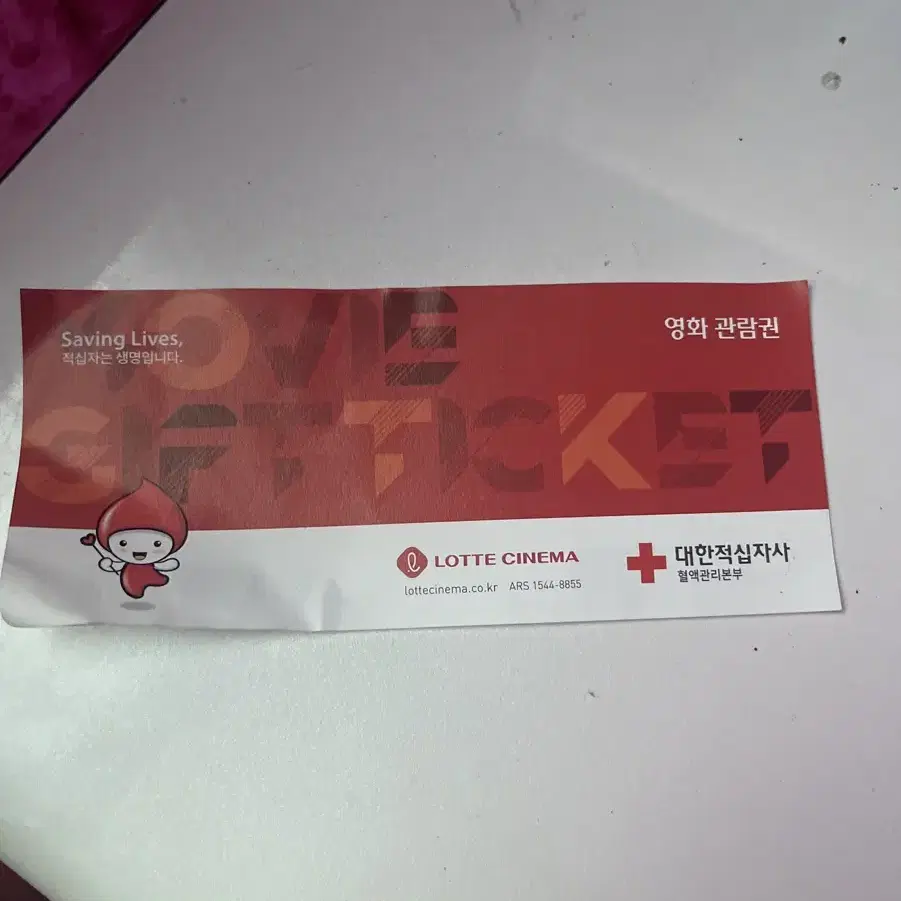 Saving Lives,
적십자는 생명입니다.
영화 관람권
MOVIE
GIFT TICKET
LOTTE CINEMA
lottecinema.co.kr ARS 1544-8855
대한적십자사
혈액관리본부